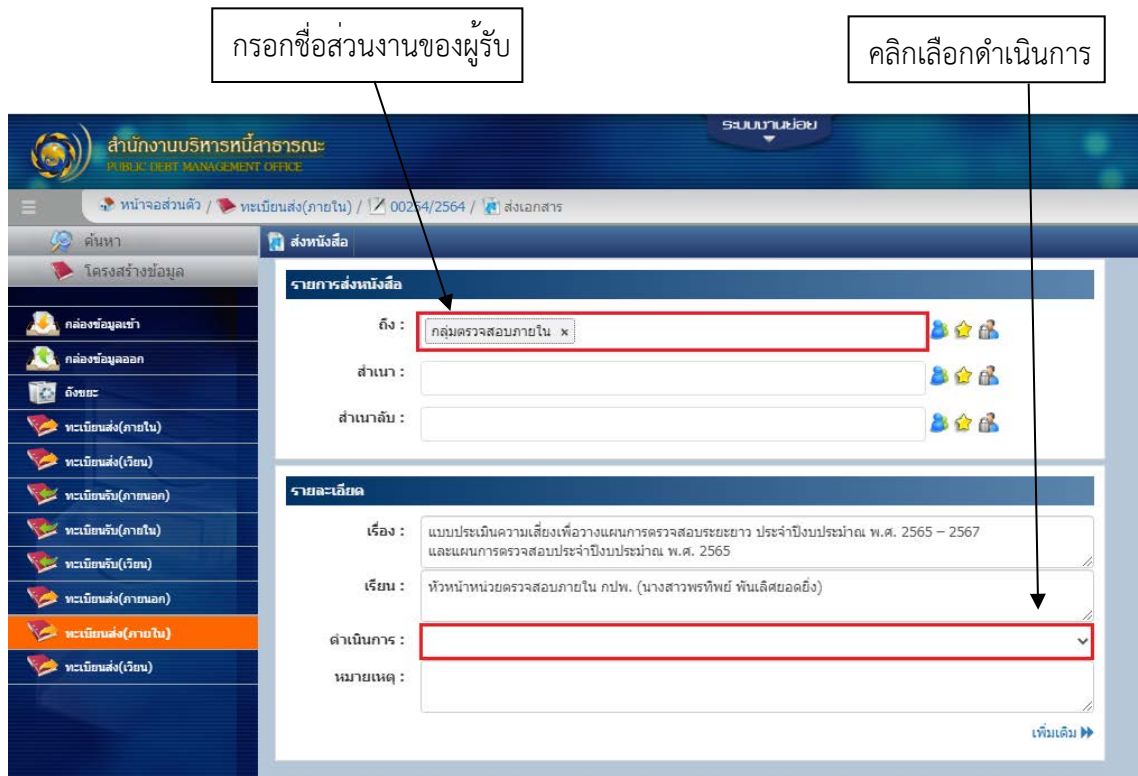 กรอกชื่อส่วนงานของผู้รับ
คลิกเลือกดำเนินการ
สำนักงานบริหารหนี้สาธารณะ
PUBLIC DEBT MANAGEMENT OFFICE
ระบบงานย่อย
หน้าจอส่วนตัว / ทะเบียนส่ง(ภายใน) / 00254/2564 / ส่งเอกสาร
ค้นหา
โครงสร้างข้อมูล
กล่องข้อมูลเข้า
กล่องข้อมูลออก
ถังขยะ
ทะเบียนส่ง(ภายใน)
ทะเบียนส่ง(เวียน)
ทะเบียนรับ(ภายนอก)
ทะเบียนรับ(ภายใน)
ทะเบียนรับ(เวียน)
ทะเบียนส่ง(ภายนอก)
ทะเบียนส่ง(ภายใน)
ทะเบียนส่ง(เวียน)
ส่งหนังสือ
รายการส่งหนังสือ
ถึง : กลุ่มตรวจสอบภายใน ×
สำเนา :
สำเนาลับ :
รายละเอียด
เรื่อง : แบบประเมินความเสี่ยงเพื่อวางแผนการตรวจสอบระยะยาว ประจำปีงบประมาณ พ.ศ. 2565 – 2567
และแผนการตรวจสอบประจำปีงบประมาณ พ.ศ. 2565
เรียน : หัวหน้าหน่วยตรวจสอบภายใน กปพ. (นางสาวพรทิพย์ พันเลิศยอดยิ่ง)
ดำเนินการ :
หมายเหตุ :
เพิ่มเติม